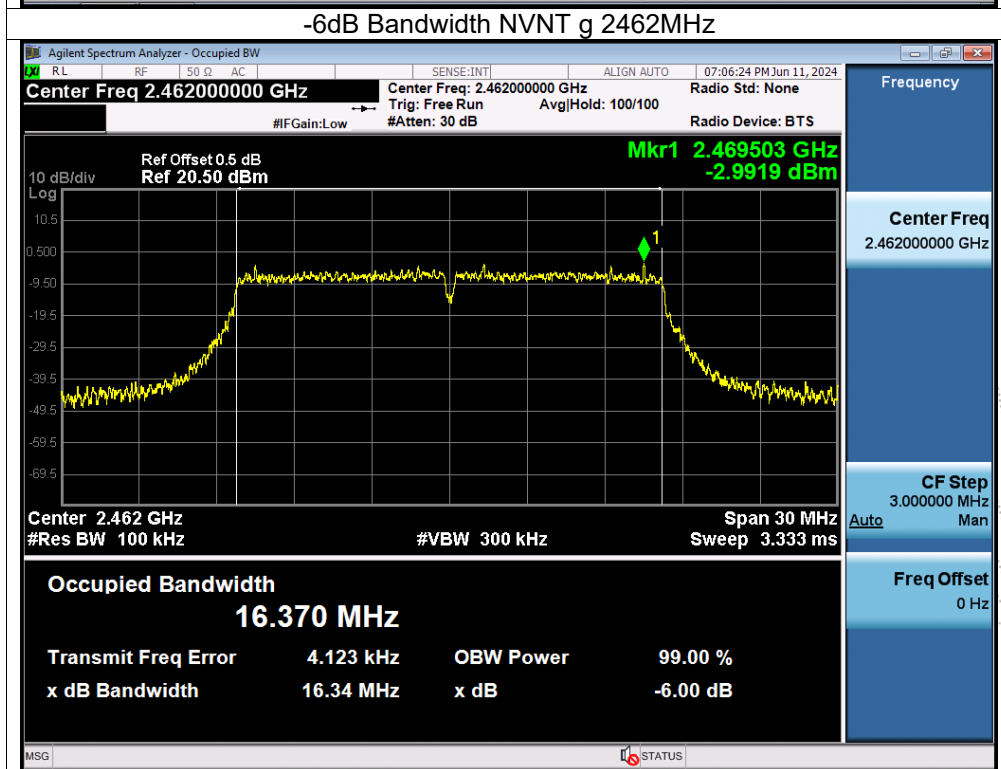 -6dB Bandwidth NVNT g 2462MHz
Agilent Spectrum Analyzer - Occupied BW
LXI RL RF 50 Ω AC SENSE:INT ALIGN AUTO 07:06:24 PM Jun 11, 2024
Center Freq 2.462000000 GHz
Center Freq: 2.462000000 GHz Radio Std: None
Trig: Free Run Avg|Hold: 100/100
#IFGain:Low #Atten: 30 dB Radio Device: BTS
Mkr1 2.469503 GHz
-2.9919 dBm
Ref Offset 0.5 dB
10 dB/div Ref 20.50 dBm
Log
10.5
0.500
-9.50
-19.5
-29.5
-39.5
-49.5
-59.5
-69.5
1
Center 2.462 GHz Span 30 MHz
#Res BW 100 kHz #VBW 300 kHz Sweep 3.333 ms
Occupied Bandwidth
16.370 MHz
Transmit Freq Error 4.123 kHz OBW Power 99.00 %
x dB Bandwidth 16.34 MHz x dB -6.00 dB
MSG STATUS
Frequency
Center Freq
2.462000000 GHz
CF Step
3.000000 MHz
Auto Man
Freq Offset
0 Hz